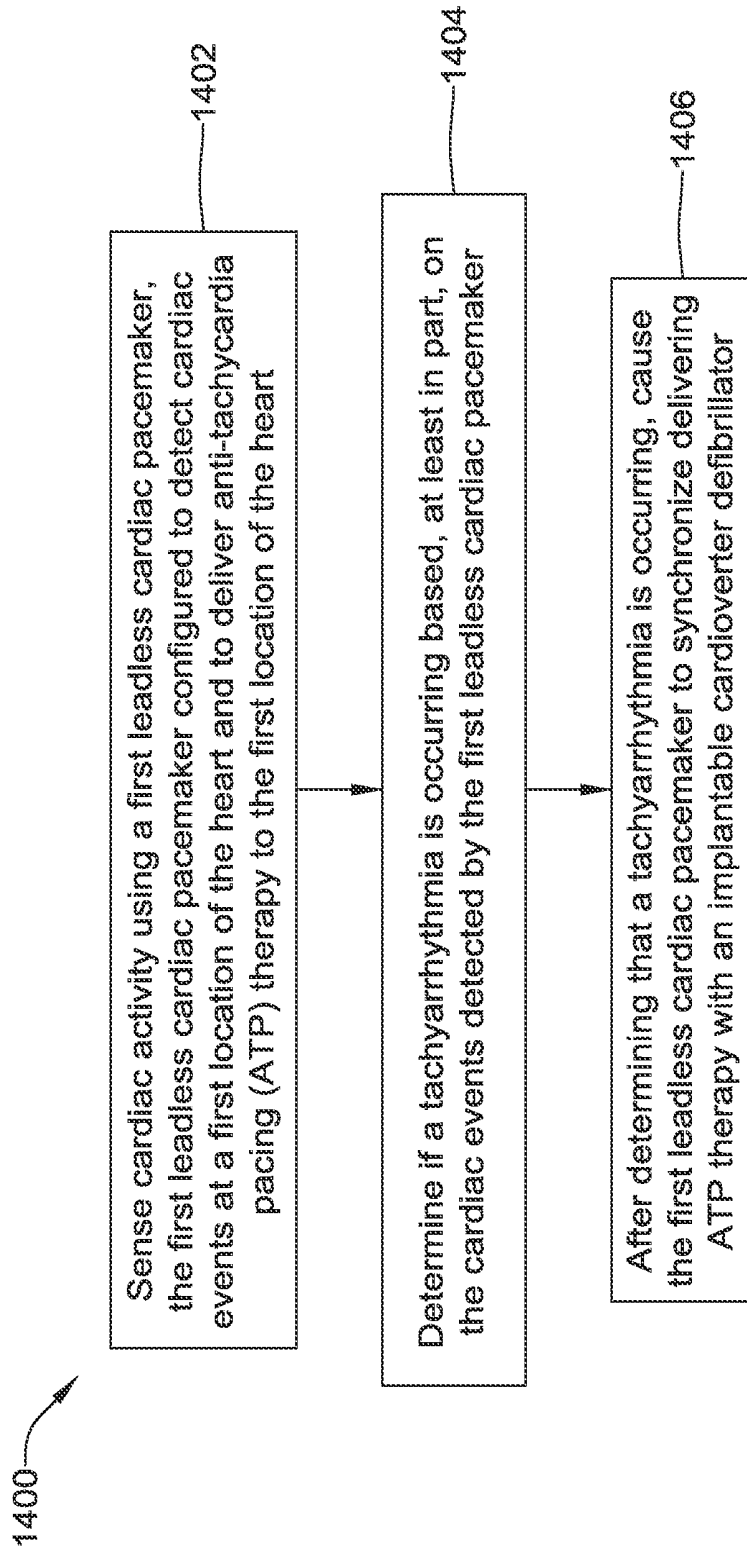 1400
Sense cardiac activity using a first leadless cardiac pacemaker,
the first leadless cardiac pacemaker configured to detect cardiac
events at a first location of the heart and to deliver anti-tachycardia
pacing (ATP) therapy to the first location of the heart
1402
Determine if a tachyarrhythmia is occurring based, at least in part, on
the cardiac events detected by the first leadless cardiac pacemaker
1404
After determining that a tachyarrhythmia is occurring, cause
the first leadless cardiac pacemaker to synchronize delivering
ATP therapy with an implantable cardioverter defibrillator
1406